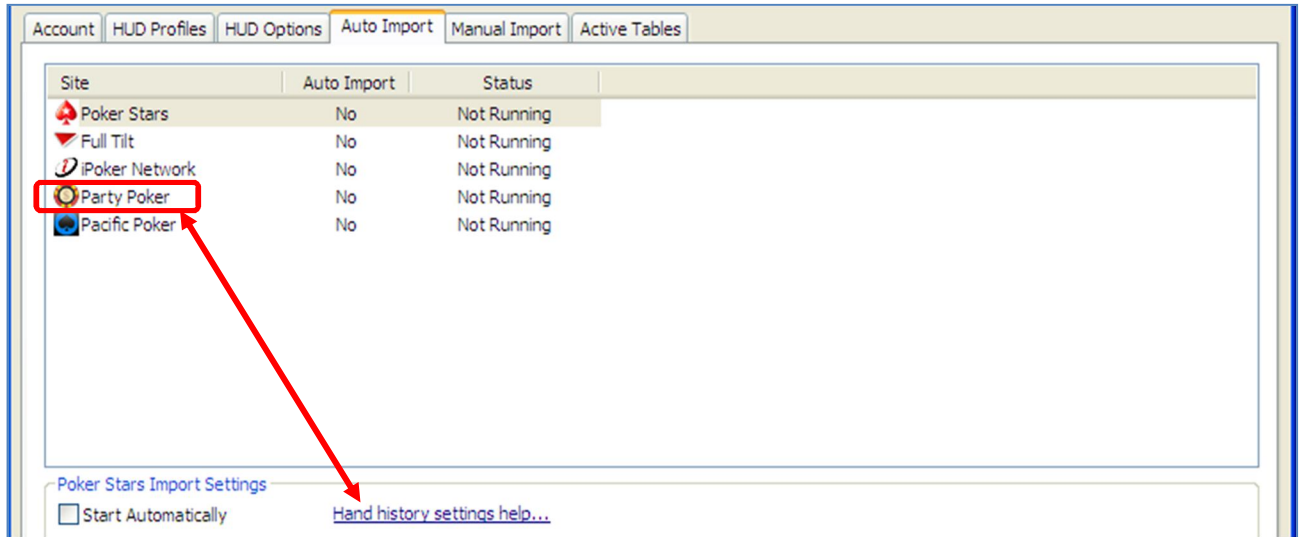 Account HUD Profiles HUD Options Auto Import Manual Import Active Tables
Site Auto Import Status
Poker Stars No Not Running
Full Tilt No Not Running
iPoker Network No Not Running
Party Poker No Not Running
Pacific Poker No Not Running
Poker Stars Import Settings
Start Automatically Hand history settings help...